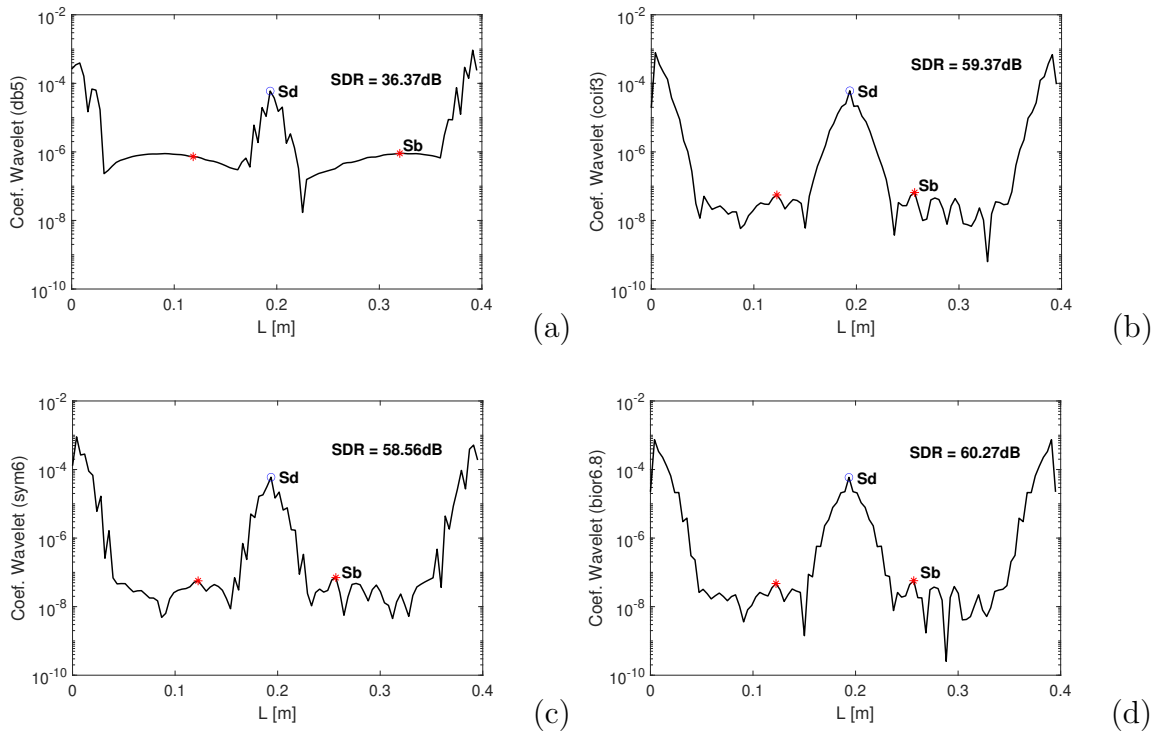 10^-2
10^-4
10^-6
10^-8
10^-10
Coef. Wavelet (db5)
SDR = 36.37dB
Sd
Sb
0 0.1 0.2 0.3 0.4
L [m]
(a)
10^-2
10^-4
10^-6
10^-8
10^-10
Coef. Wavelet (coif3)
SDR = 59.37dB
Sd
Sb
0 0.1 0.2 0.3 0.4
L [m]
(b)
10^-2
10^-4
10^-6
10^-8
10^-10
Coef. Wavelet (sym6)
SDR = 58.56dB
Sd
Sb
0 0.1 0.2 0.3 0.4
L [m]
(c)
10^-2
10^-4
10^-6
10^-8
10^-10
Coef. Wavelet (bior6.8)
SDR = 60.27dB
Sd
Sb
0 0.1 0.2 0.3 0.4
L [m]
(d)